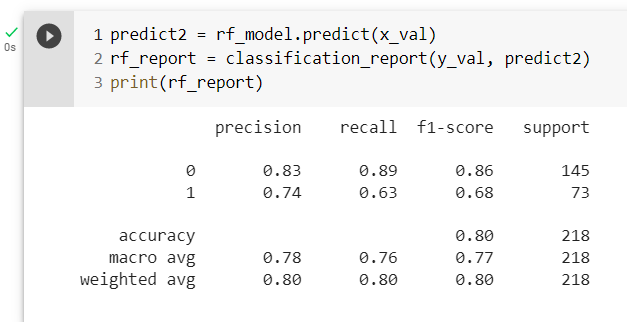 0s
1 predict2 = rf_model.predict(x_val)
2 rf_report = classification_report(y_val, predict2)
3 print(rf_report)
precision recall f1-score support
0 0.83 0.89 0.86 145
1 0.74 0.63 0.68 73
accuracy 0.80 218
macro avg 0.78 0.76 0.77 218
weighted avg 0.80 0.80 0.80 218